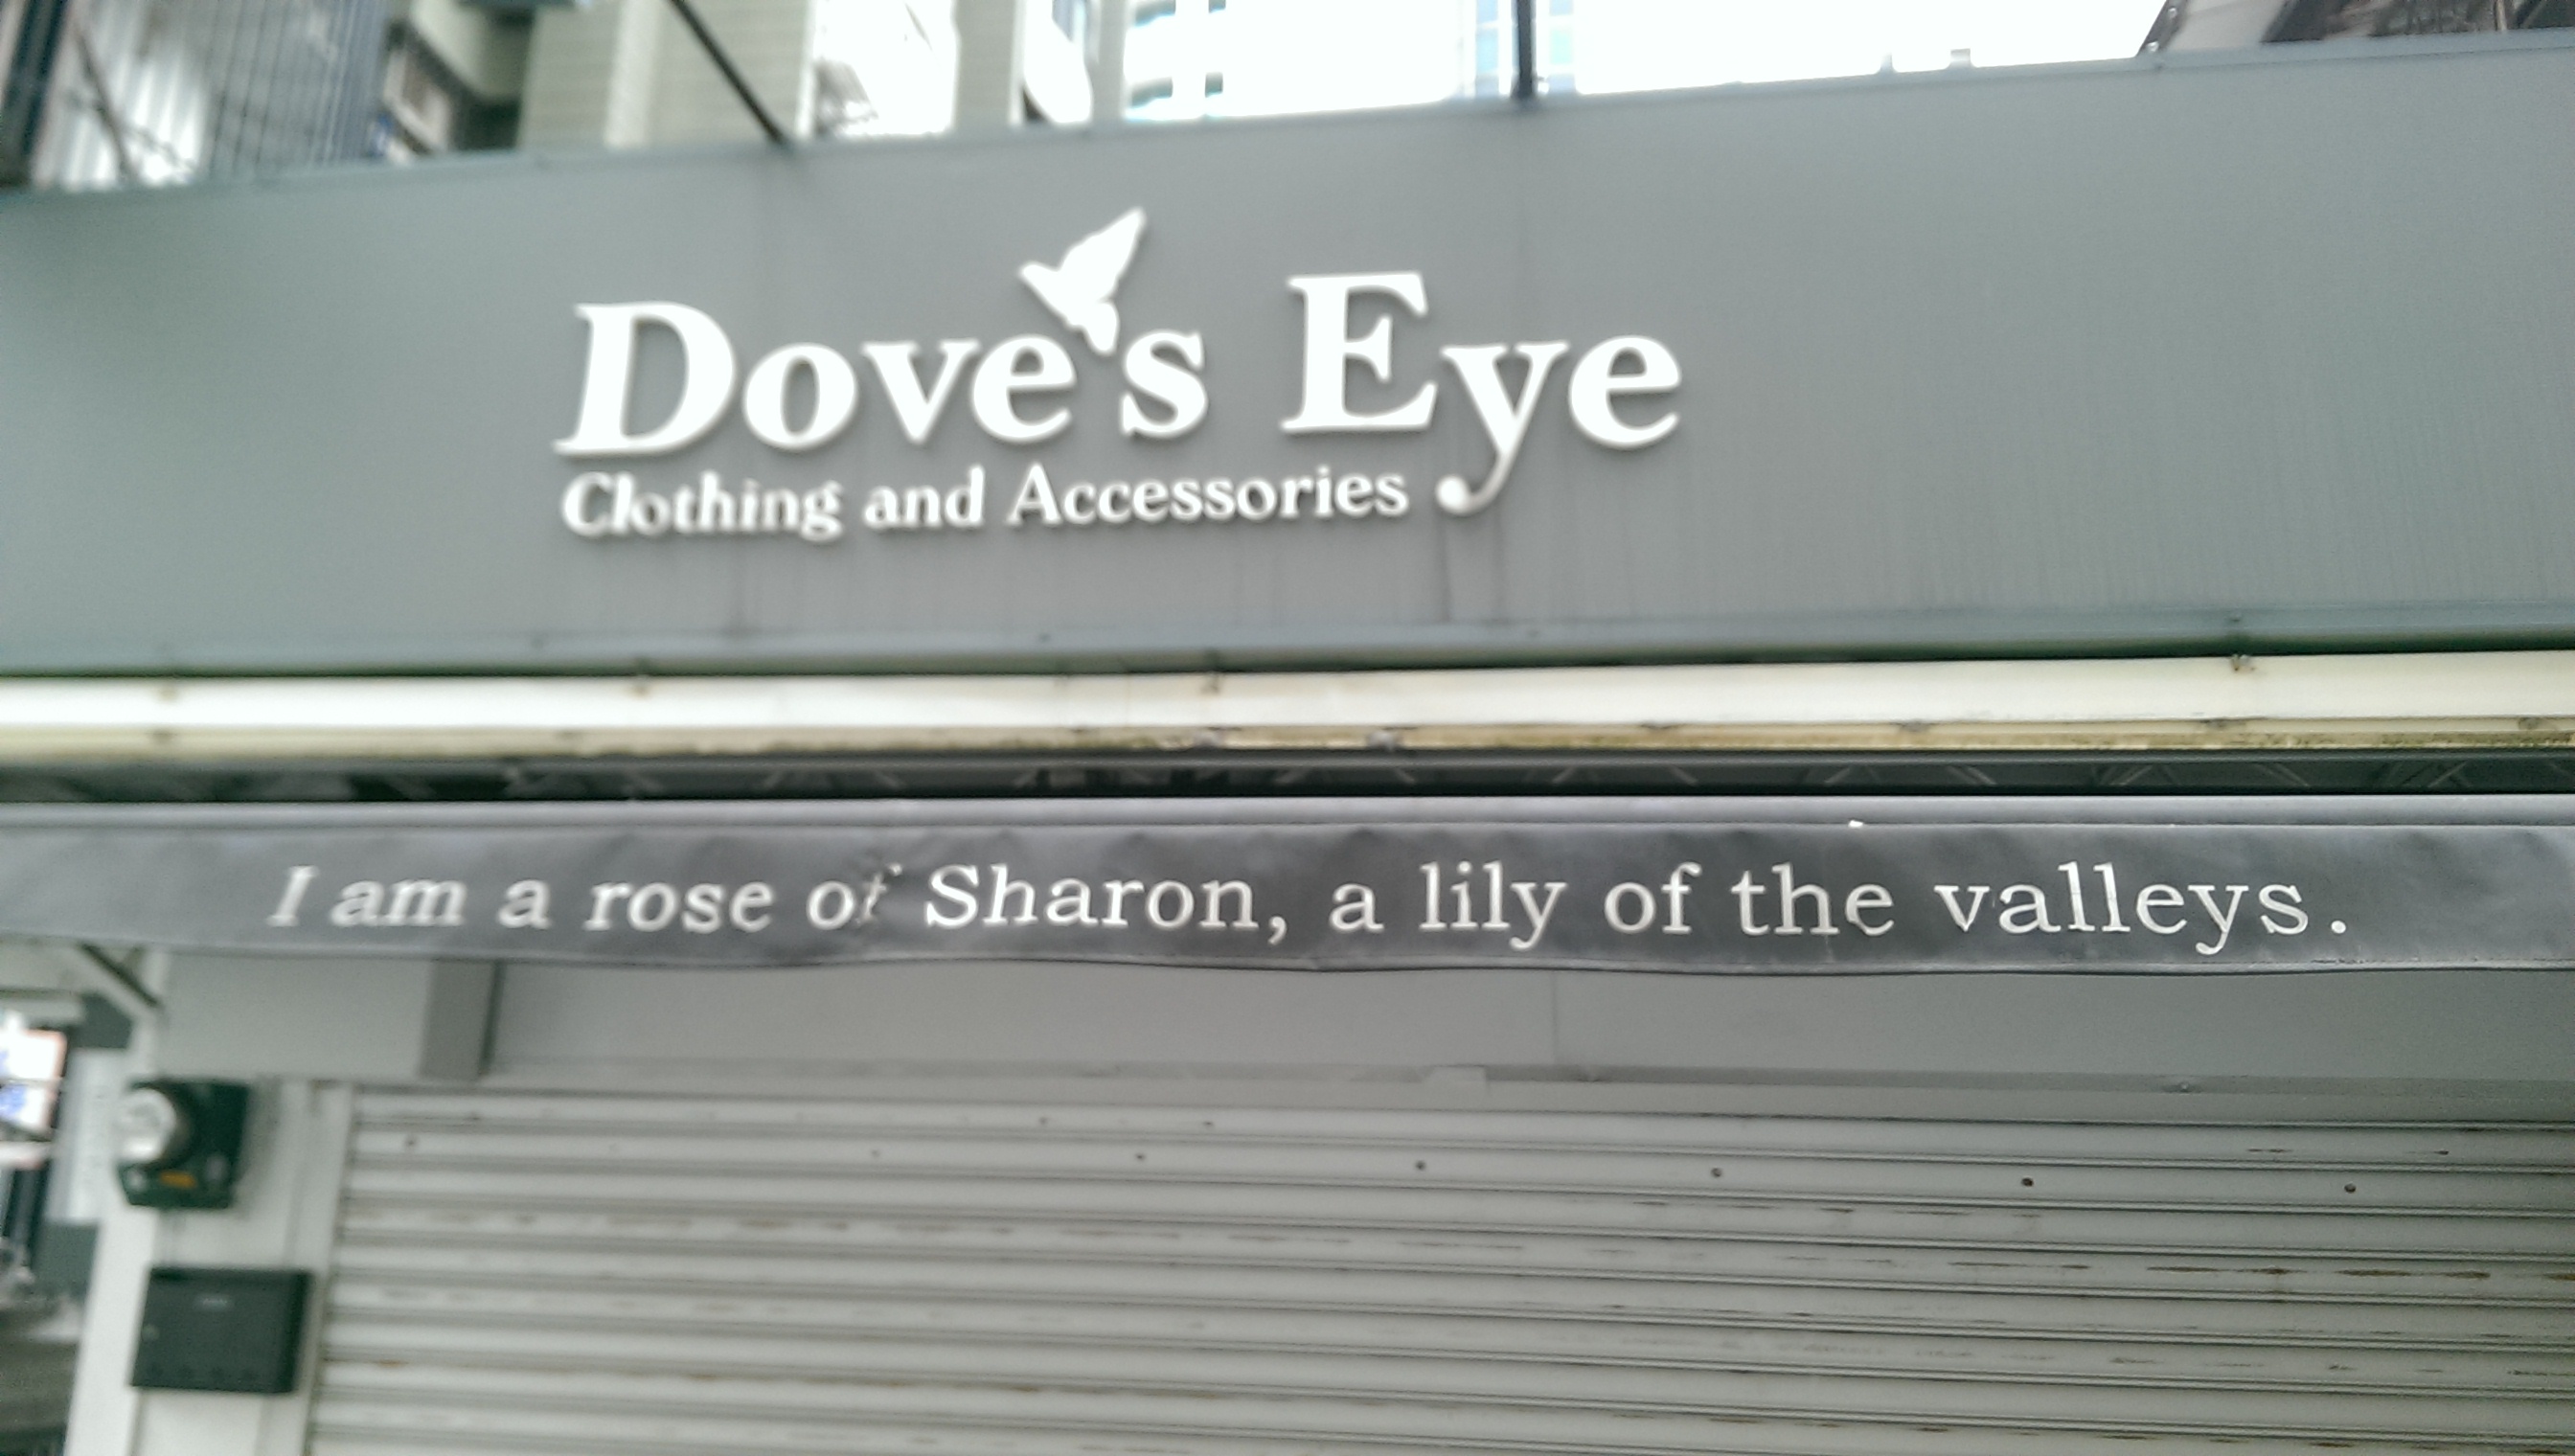 Dove's Eye
Clothing and Accessories
I am a rose of Sharon, a lily of the valleys.